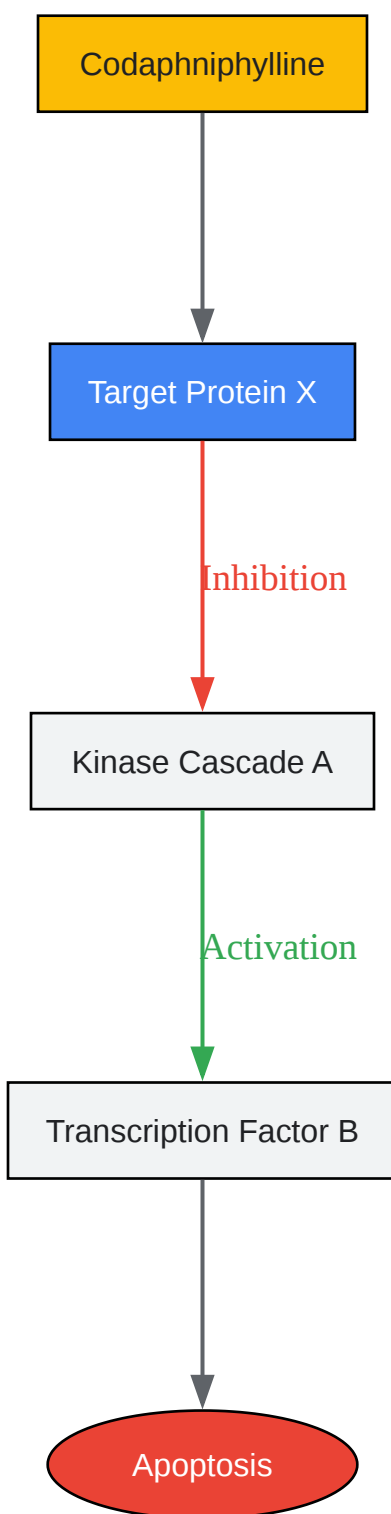 Codaphniphylline
Target Protein X
Inhibition
Kinase Cascade A
Activation
Transcription Factor B
Apoptosis